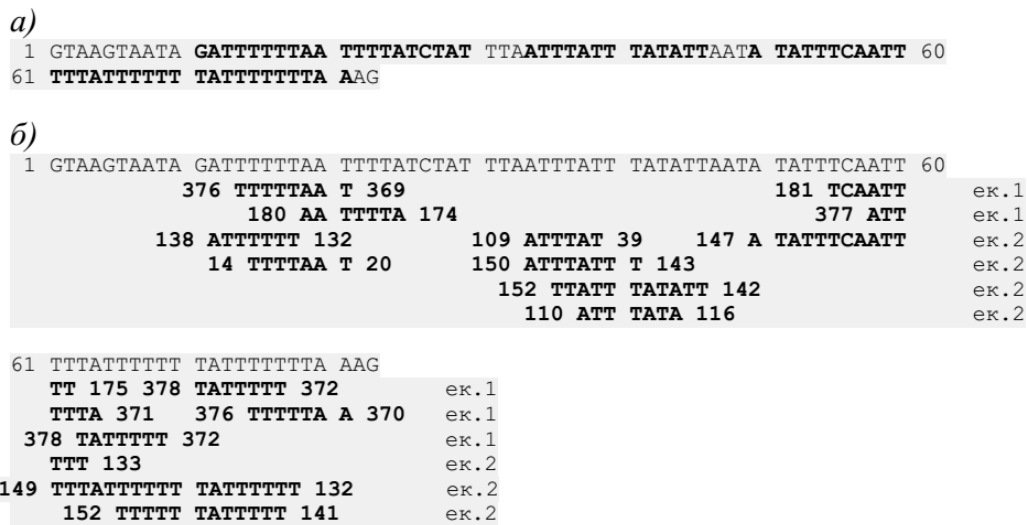 а)
1 GTAAGTAATA GATTTTTTAA TTTTATCTAT TTAATTTATT TATATTAATA TATTTCAATT 60
61 TTTATTTTTT TATTTTTTTA AAG
б)
1 GTAAGTAATA GATTTTTTAA TTTTATCTAT TTAATTTATT TATATTAATA TATTTCAATT 60
376 TTTTTAA T 369 181 TCAATT ек.1
180 AA TTTTA 174 377 ATT ек.1
138 ATTTTTT 132 109 ATTTAT 39 147 A TATTTCAATT ек.2
14 TTTTAA T 20 150 ATTTATT T 143 ек.2
152 TTATT TATATT 142 ек.2
110 ATT TATA 116 ек.2
61 TTTATTTTTT TATTTTTTTA AAG
TT 175 378 TATTTTT 372 ек.1
TTTA 371 376 TTTTTA A 370 ек.1
378 TATTTTT 372 ек.1
TTT 133 ек.2
149 TTTATTTTTT TATTTTTT 132 ек.2
152 TTTTT TATTTTT 141 ек.2